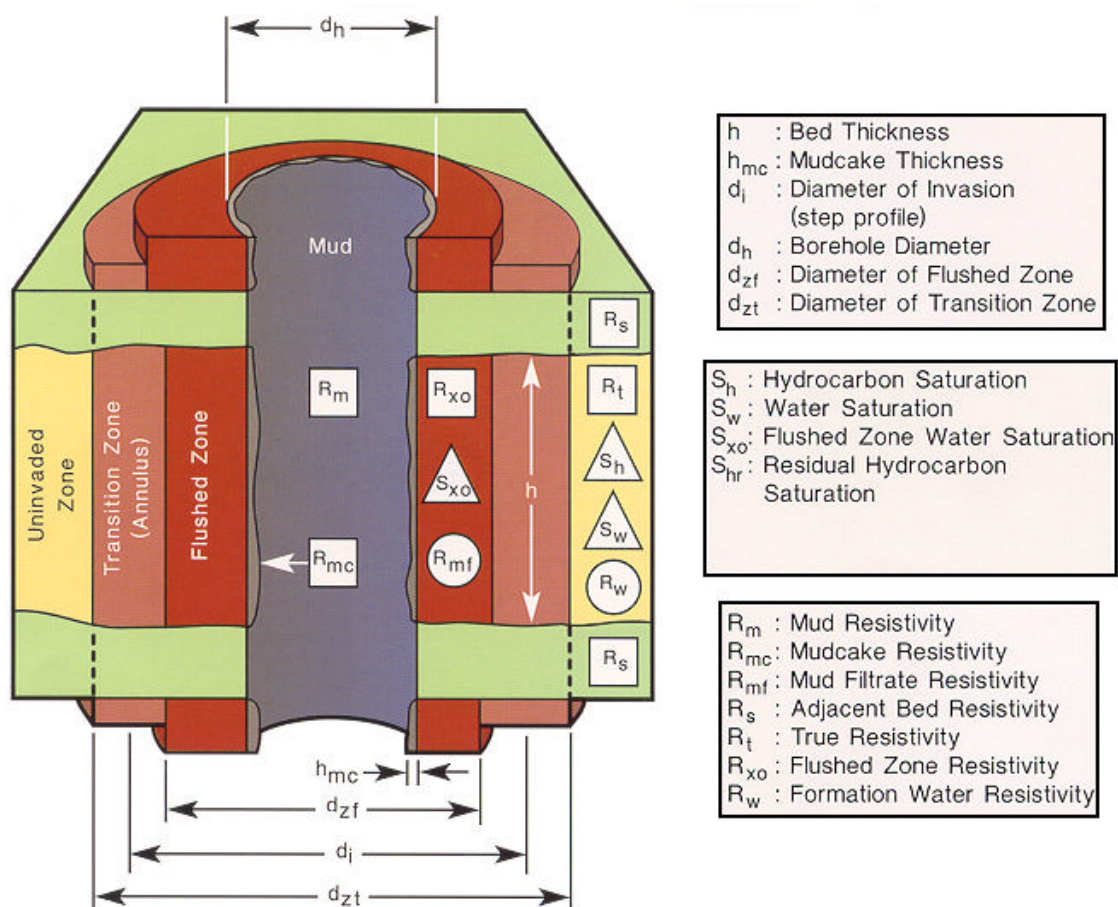 dh
Mud
Rs
Rm
Rxo
Rt
Uninvaded
Zone
Transition Zone
(Annulus)
Flushed Zone
Sxo
h
Sh
Sw
Rmc
Rmf
Rw
Rs
hmc
dzf
di
dzt
h : Bed Thickness
hmc : Mudcake Thickness
di : Diameter of Invasion
(step profile)
dh : Borehole Diameter
dzf : Diameter of Flushed Zone
dzt : Diameter of Transition Zone
Sh : Hydrocarbon Saturation
Sw : Water Saturation
Sxo : Flushed Zone Water Saturation
Shr : Residual Hydrocarbon
Saturation
Rm : Mud Resistivity
Rmc : Mudcake Resistivity
Rmf : Mud Filtrate Resistivity
Rs : Adjacent Bed Resistivity
Rt : True Resistivity
Rxo : Flushed Zone Resistivity
Rw : Formation Water Resistivity